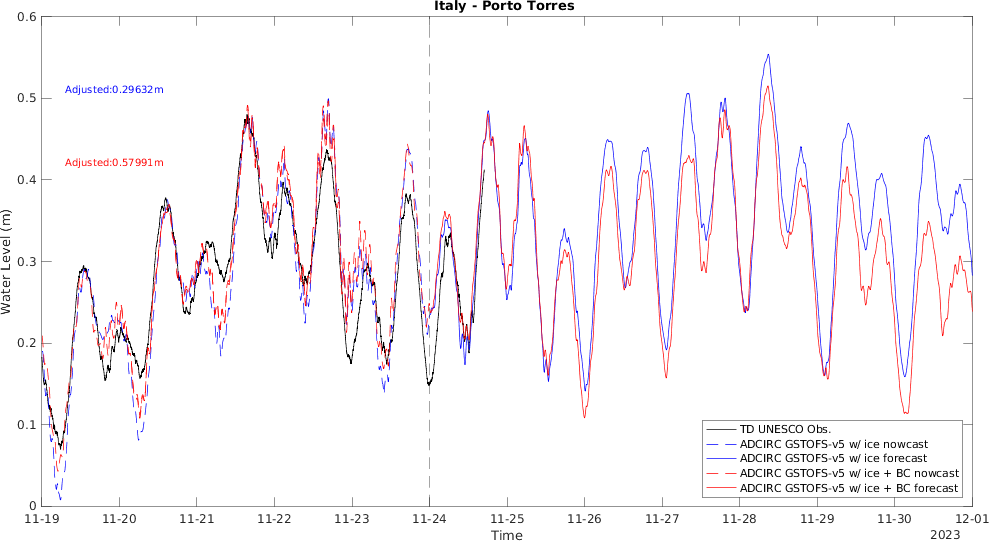 Italy - Porto Torres
Water Level (m)
0.6
0.5
0.4
0.3
0.2
0.1
0
Adjusted:0.29632m
Adjusted:0.57991m
TD UNESCO Obs.
ADCIRC GSTOFS-v5 w/ ice nowcast
ADCIRC GSTOFS-v5 w/ ice forecast
ADCIRC GSTOFS-v5 w/ ice + BC nowcast
ADCIRC GSTOFS-v5 w/ ice + BC forecast
11-19 11-20 11-21 11-22 11-23 11-24 11-25 11-26 11-27 11-28 11-29 11-30 12-01
Time
2023